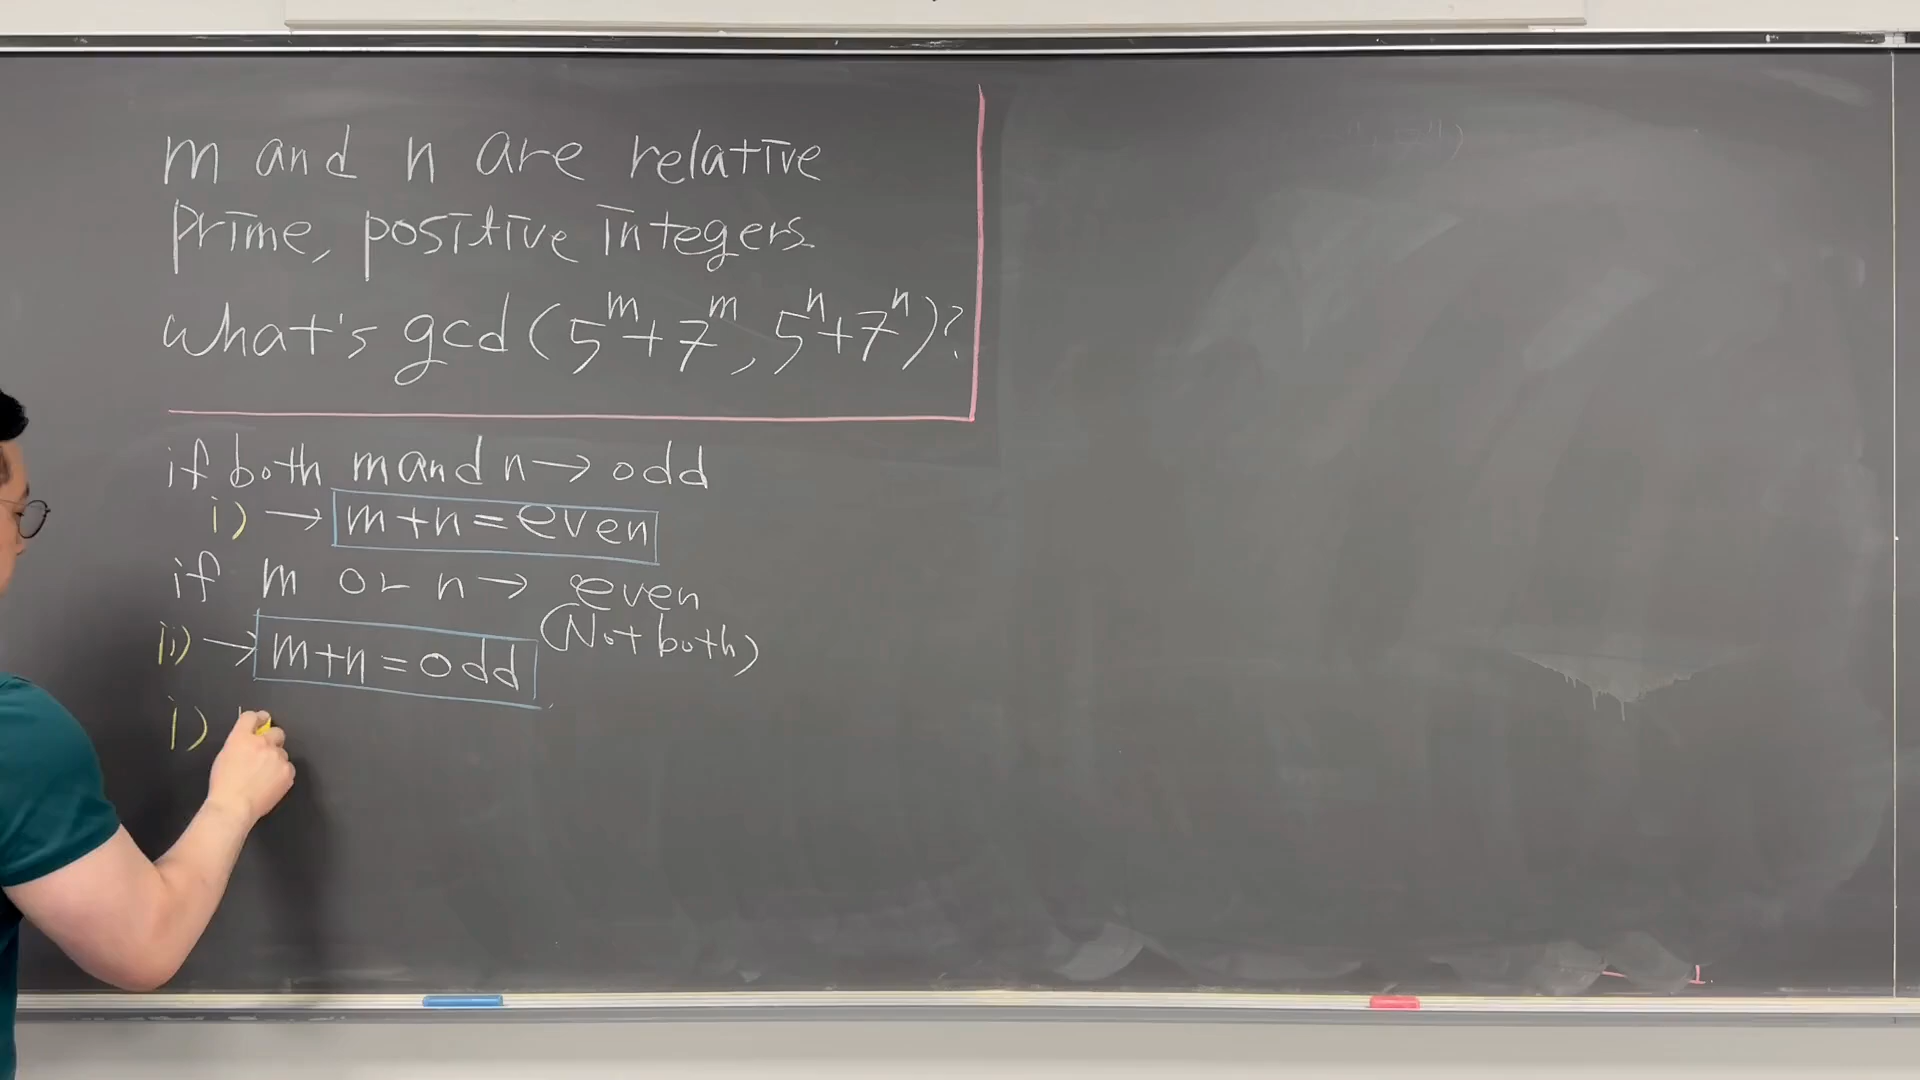 m and n are relative
prime, positive integers.
what's gcd(5^m+7^m, 5^n+7^n)?
if both m and n → odd
i) → m+n=even
if m or n → even
(Not both)
ii) → m+n=odd
i)